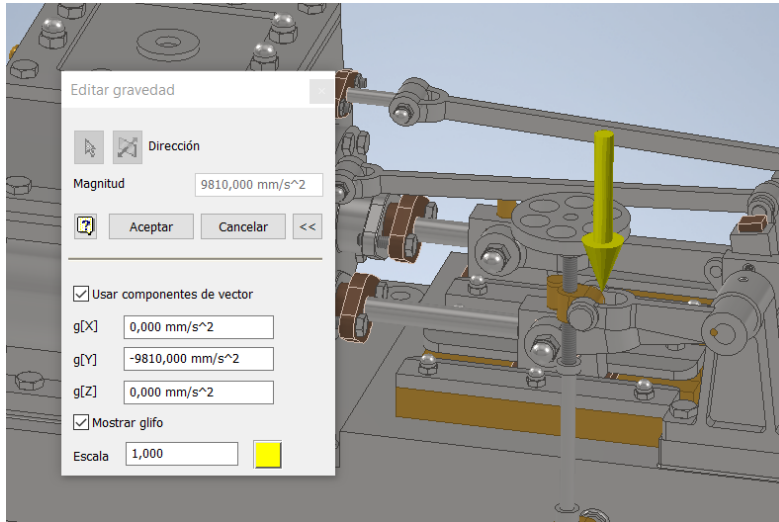 Editar gravedad
Dirección
Magnitud 9810,000 mm/s^2
Aceptar Cancelar <<
Usar componentes de vector
g[X] 0,000 mm/s^2
g[Y] -9810,000 mm/s^2
g[Z] 0,000 mm/s^2
Mostrar glifo
Escala 1,000